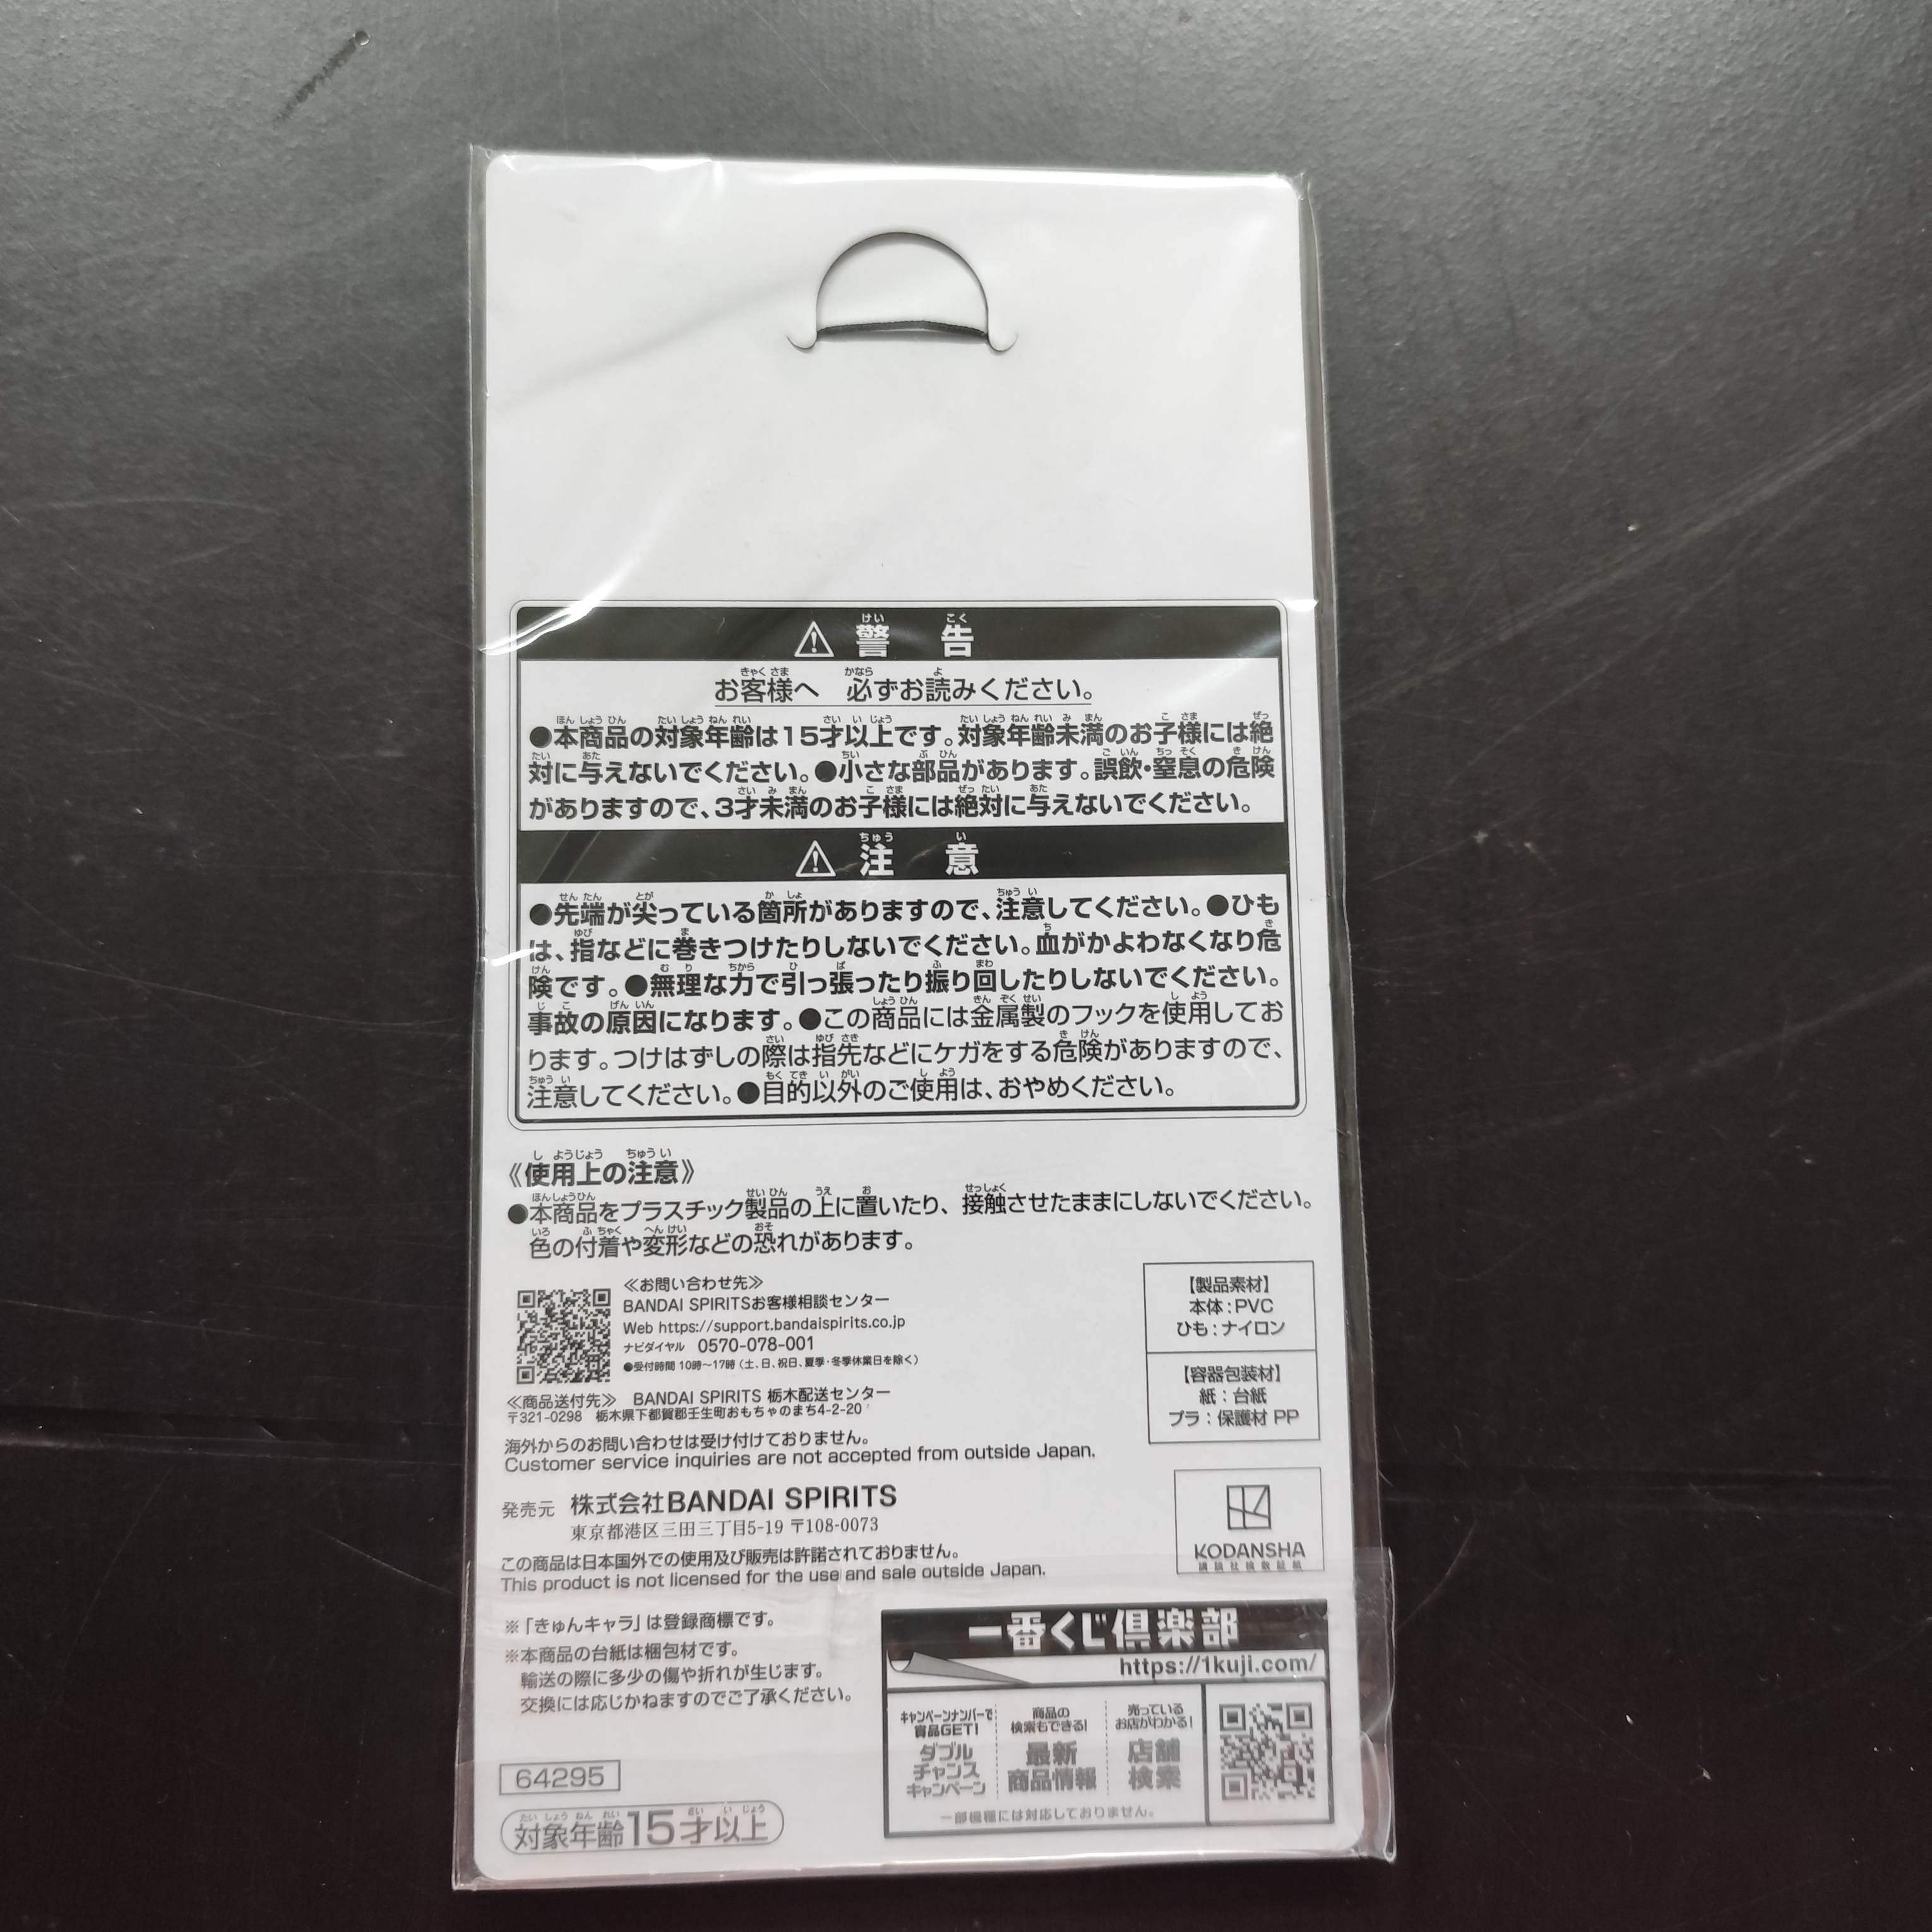 ⚠警告
お客様へ 必ずお読みください。
●本商品の対象年齢は15才以上です。対象年齢未満のお子様には絶
対に与えないでください。●小さな部品があります。誤飲・窒息の危険
がありますので、3才未満のお子様には絶対に与えないでください。
⚠注意
●先端が尖っている箇所がありますので、注意してください。●ひも
は、指などに巻きつけたりしないでください。血がかよわなくなり危
険です。●無理な力で引っ張ったり振り回したりしないでください。
事故の原因になります。●この商品には金属製のフックを使用してお
ります。つけはずしの際は指先などにケガをする危険がありますので、
注意してください。●目的以外のご使用は、おやめください。
《使用上の注意》
●本商品をプラスチック製品の上に置いたり、接触させたままにしないでください。
色の付着や変形などの恐れがあります。
≪お問い合わせ先≫
BANDAI SPIRITSお客様相談センター
Web https://support.bandaispirits.co.jp
ナビダイヤル 0570-078-001
●受付時間 10時～17時（土、日、祝日、夏季・冬季休業日を除く）
≪商品送付先≫ BANDAI SPIRITS 栃木配送センター
〒321-0298 栃木県下都賀郡壬生町おもちゃのまち4-2-20
海外からのお問い合わせは受け付けておりません。
Customer service inquiries are not accepted from outside Japan.
【製品素材】
本体：PVC
ひも：ナイロン
【容器包装材】
紙：台紙
プラ：保護材 PP
発売元 株式会社BANDAI SPIRITS
東京都港区三田三丁目5-19 〒108-0073
この商品は日本国外での使用及び販売は許諾されておりません。
This product is not licensed for the use and sale outside Japan.
KODANSHA
講談社検数証紙
※「きゅんキャラ」は登録商標です。
※本商品の台紙は梱包材です。
輸送の際に多少の傷や折れが生じます。
交換には応じかねますのでご了承ください。
64295
対象年齢15才以上
一番くじ倶楽部
https://1kuji.com/
キャンペーンナンバーで
賞品GET!
ダブル
チャンス
キャンペーン
商品の
検索もできる!
最新
商品情報
売っている
お店がわかる!
店舗
検索
一部機種には対応しておりません。